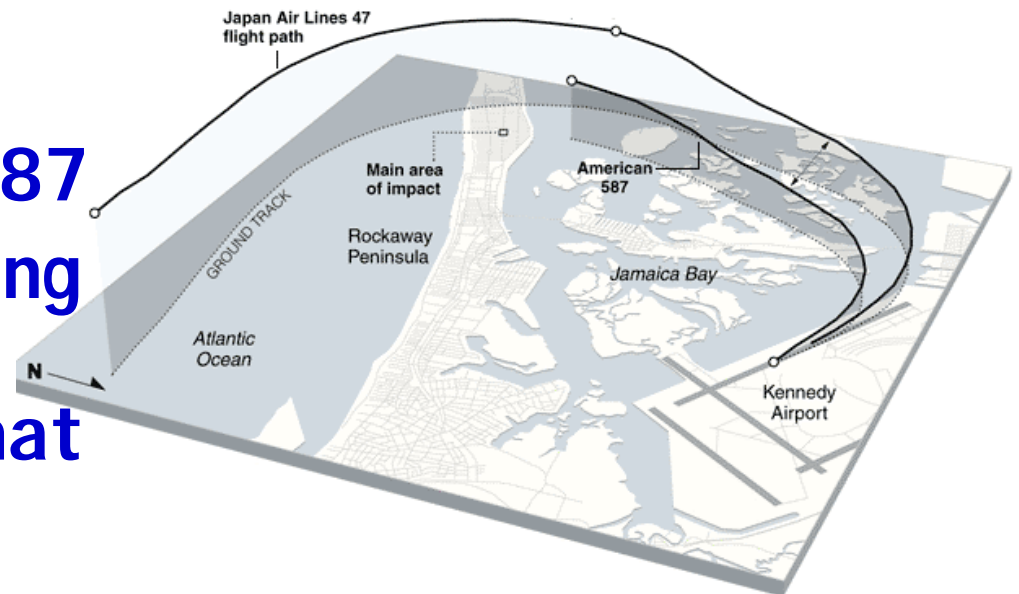 Japan Air Lines 47
flight path
87
ng
Main area
of impact
American
587
GROUND TRACK
Rockaway
Peninsula
Jamaica Bay
Atlantic
Ocean
N
Kennedy
Airport
nat